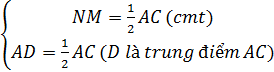 NM = 1/2 AC (cmt)
AD = 1/2 AC (D là trung điểm AC)